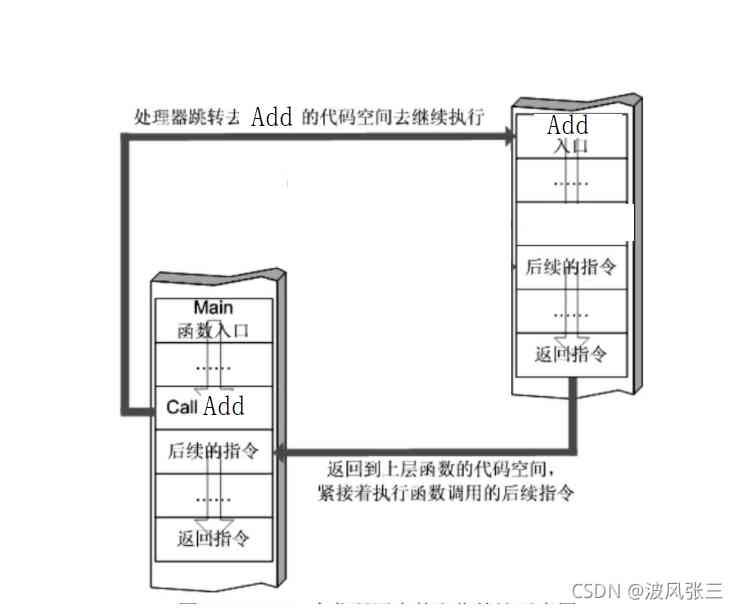 处理器跳转去 Add 的代码空间去继续执行
Add
入口
……
后续的指令
……
返回指令
Main
函数入口
……
Call Add
后续的指令
……
返回指令
返回到上层函数的代码空间，
紧接着执行函数调用的后续指令
CSDN @波风张三